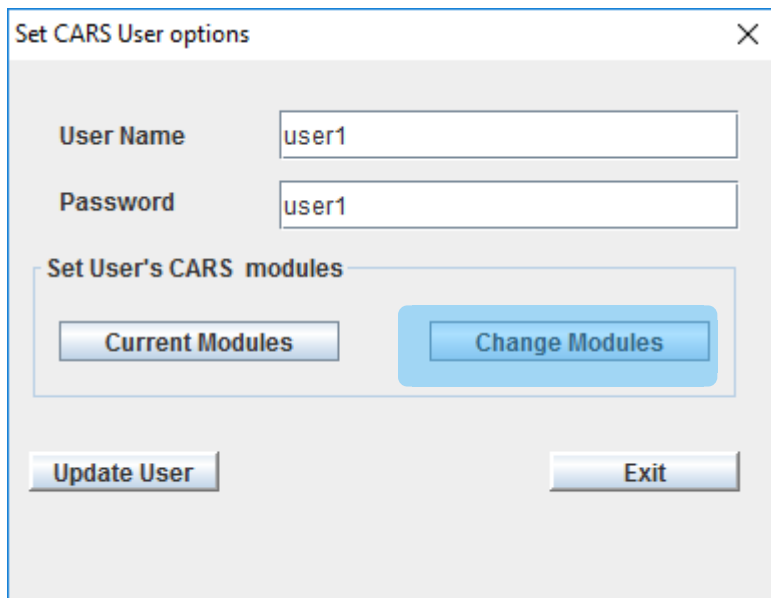 Set CARS User options
User Name user1
Password user1
Set User's CARS modules
Current Modules Change Modules
Update User Exit